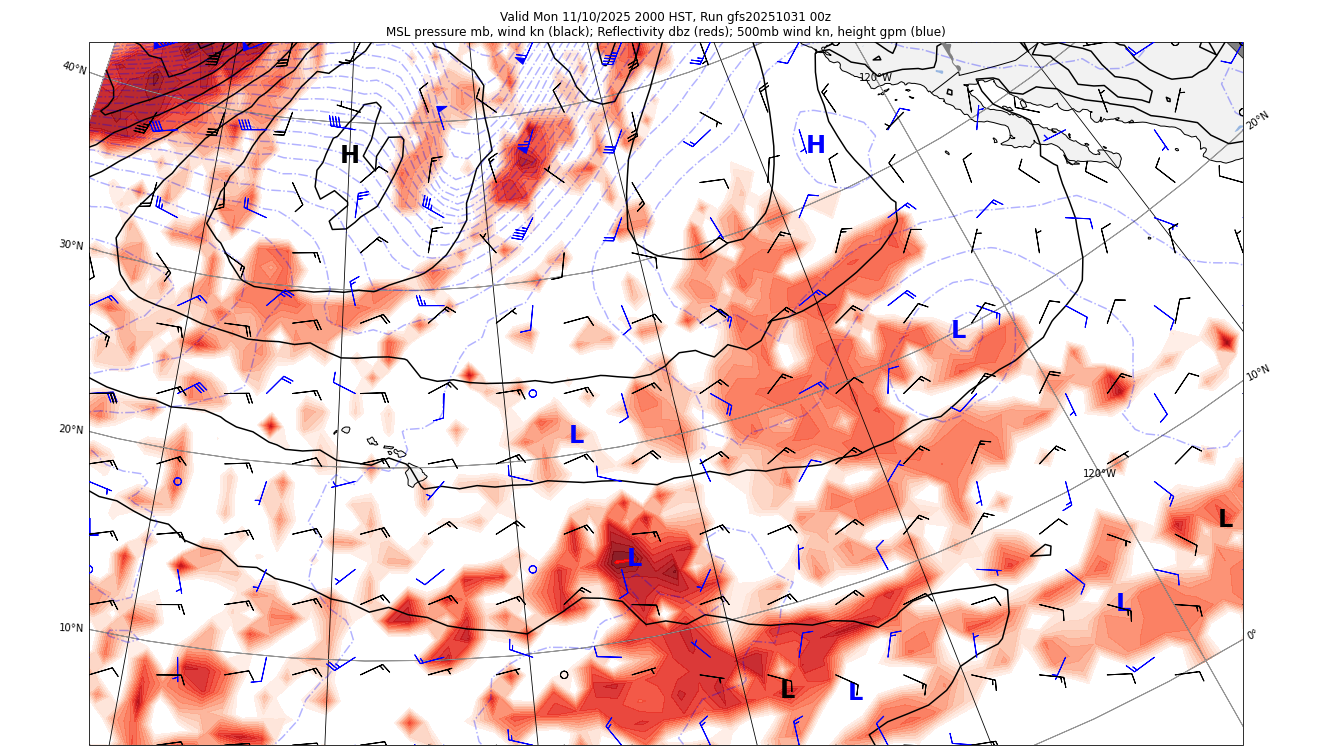 Valid Mon 11/10/2025 2000 HST, Run gfs20251031 00z
MSL pressure mb, wind kn (black); Reflectivity dbz (reds); 500mb wind kn, height gpm (blue)
40°N
120°W
20°N
H
H
30°N
L
10°N
L
20°N
120°W
L
L
L
10°N
0°
L
L